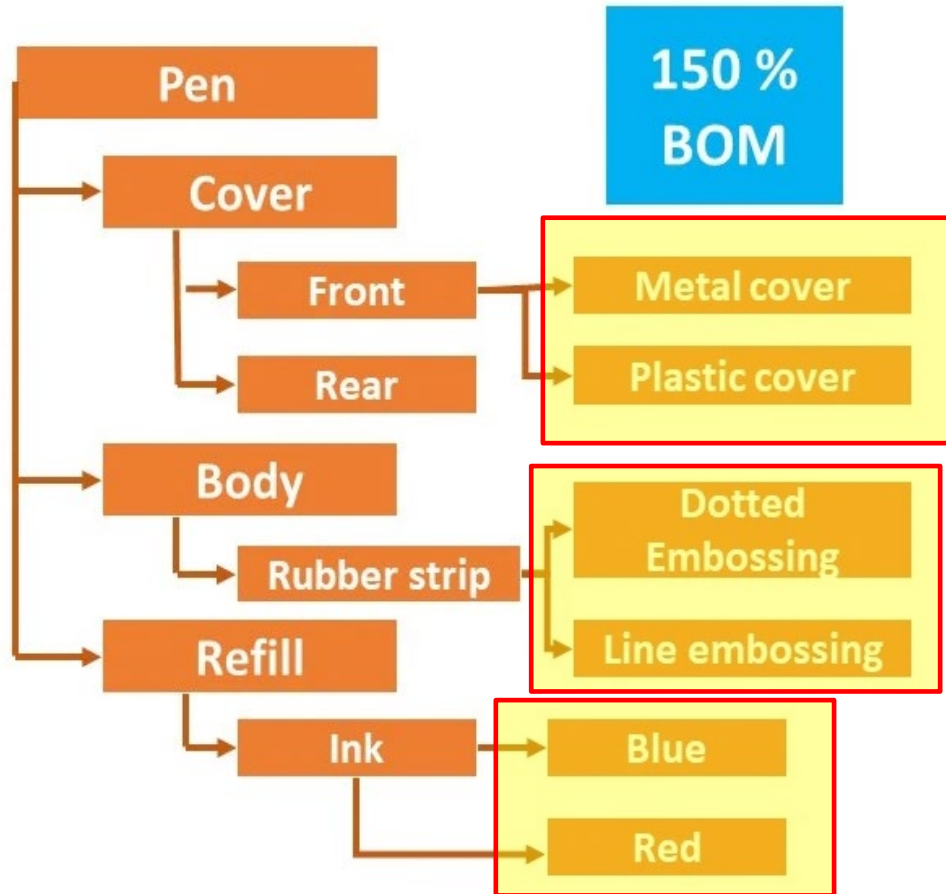 Pen
150 %
BOM
Cover
Front
Metal cover
Plastic cover
Rear
Body
Dotted
Embossing
Rubber strip
Line embossing
Refill
Ink
Blue
Red